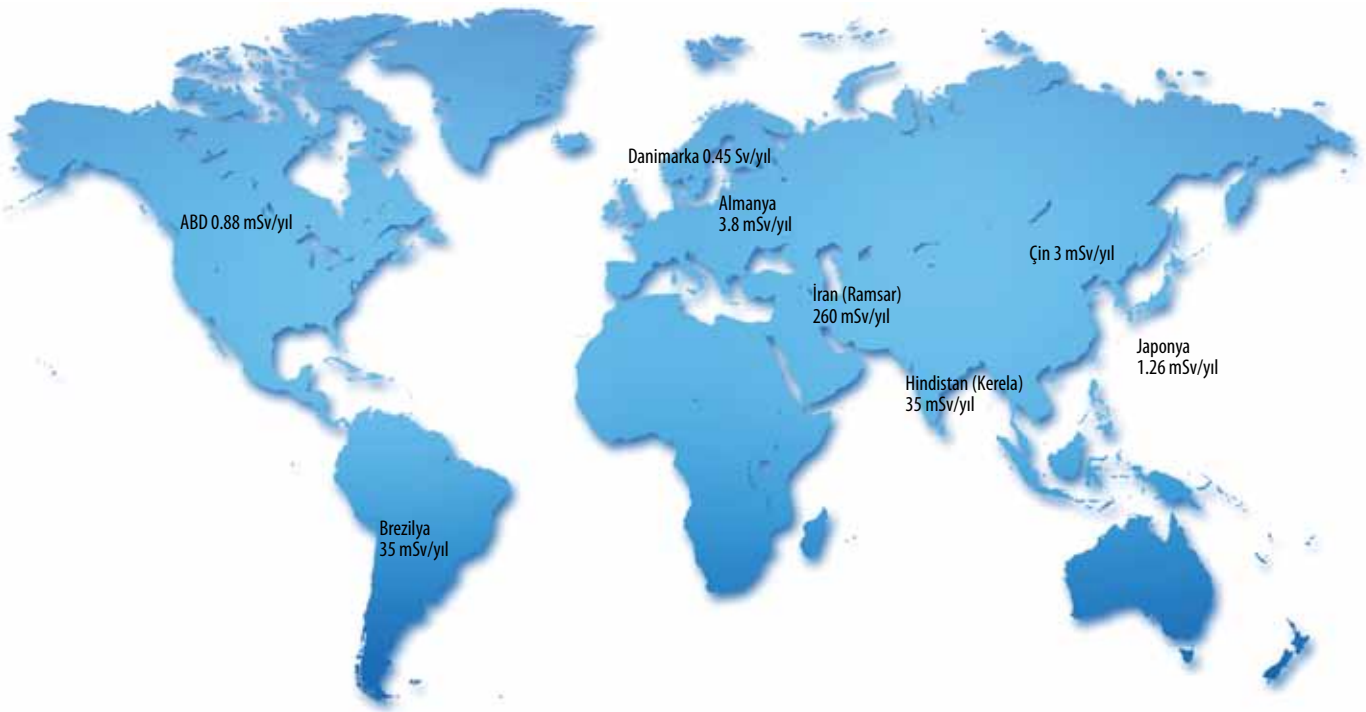 Danimarka 0.45 Sv/yıl
Almanya
3.8 mSv/yıl
ABD 0.88 mSv/yıl
Çin 3 mSv/yıl
İran (Ramsar)
260 mSv/yıl
Japonya
1.26 mSv/yıl
Hindistan (Kerela)
35 mSv/yıl
Brezilya
35 mSv/yıl